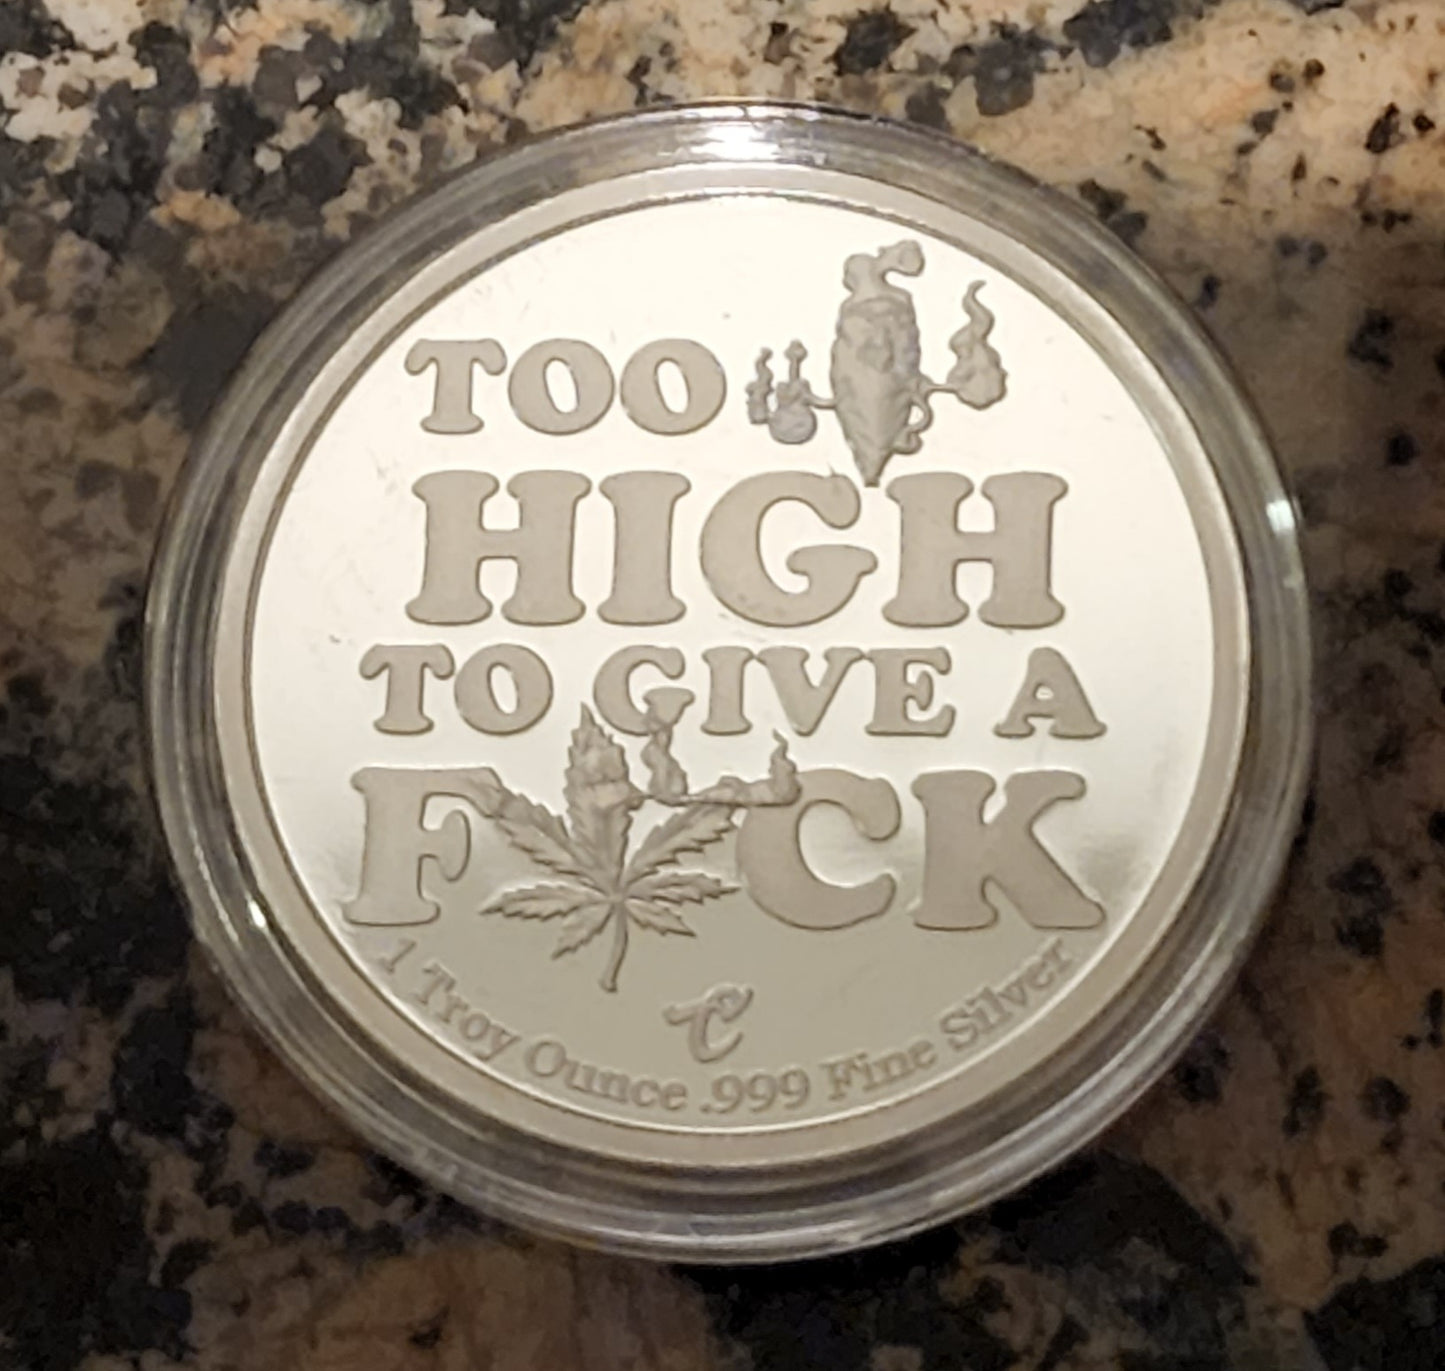 TOO
HIGH
TO GIVE A
F CK
1 Troy Ounce .999 Fine Silver